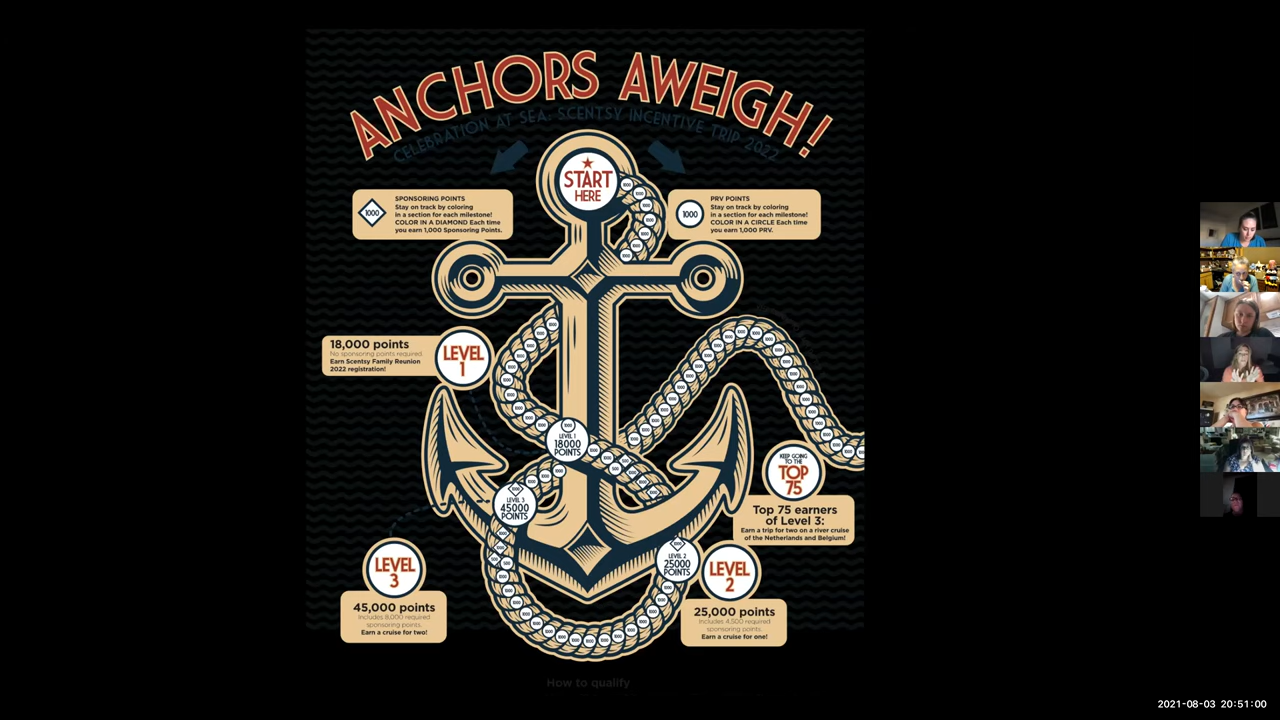 ANCHORS AWEIGH!
CELEBRATION AT SEA: SCENTSY INCENTIVE TRIP 2022
START
HERE
1000
SPONSORING POINTS
Stay on track by coloring
in a section for each milestone!
COLOR IN A DIAMOND Each time
you earn 1,000 Sponsoring Points.
1000
PRV POINTS
Stay on track by coloring
in a section for each milestone!
COLOR IN A CIRCLE Each time
you earn 1,000 PRV.
18,000 points
No sponsoring points required
Earn Scentsy Family Reunion
2022 registration!
LEVEL
1
LEVEL 1
18000
POINTS
LEVEL 3
45000
POINTS
KEEP GOING
TO THE
TOP
75
Top 75 earners
of Level 3:
Earn a trip for two on a river cruise
of the Netherlands and Belgium!
LEVEL 2
25000
POINTS
LEVEL
3
45,000 points
Includes 8,000 required
sponsoring points.
Earn a cruise for two!
LEVEL
2
25,000 points
Includes 4,500 required
sponsoring points.
Earn a cruise for one!
How to qualify
2021-08-03 20:51:00